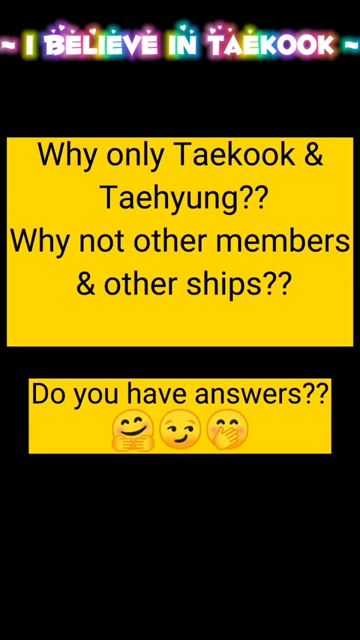 ~ I BELIEVE IN TAEKOOK ~
Why only Taekook &
Taehyung??
Why not other members
& other ships??
Do you have answers??
🤗😏🤭